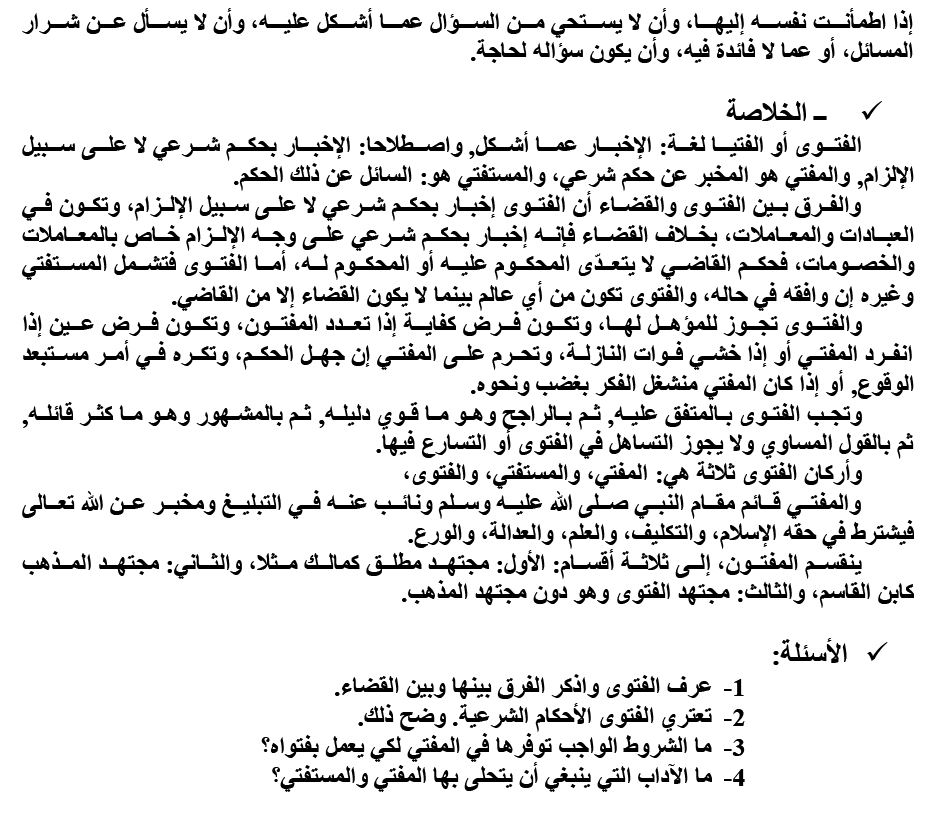 إذا اطمأنت نفسه إليها، وأن لا يستحي من السؤال عما أشكل عليه، وأن لا يسأل عن شرار
المسائل، أو عما لا فائدة فيه، وأن يكون سؤاله لحاجة.
✓ – الخلاصة
الفتوى أو الفتيا لغة: الإخبار عما أشكل, واصطلاحا: الإخبار بحكم شرعي لا على سبيل
الإلزام, والمفتي هو المخبر عن حكم شرعي، والمستفتي هو: السائل عن ذلك الحكم.
والفرق بين الفتوى والقضاء أن الفتوى إخبار بحكم شرعي لا على سبيل الإلزام، وتكون في
العبادات والمعاملات، بخلاف القضاء فإنه إخبار بحكم شرعي على وجه الإلزام خاص بالمعاملات
والخصومات، فحكم القاضي لا يتعدّى المحكوم عليه أو المحكوم له، أما الفتوى فتشمل المستفتي
وغيره إن وافقه في حاله، والفتوى تكون من أي عالم بينما لا يكون القضاء إلا من القاضي.
والفتوى تجوز للمؤهل لها، وتكون فرض كفاية إذا تعدد المفتون، وتكون فرض عين إذا
انفرد المفتي أو إذا خشي فوات النازلة، وتحرم على المفتي إن جهل الحكم، وتكره في أمر مستبعد
الوقوع, أو إذا كان المفتي منشغل الفكر بغضب ونحوه.
وتجب الفتوى بالمتفق عليه, ثم بالراجح وهو ما قوي دليله, ثم بالمشهور وهو ما كثر قائله,
ثم بالقول المساوي ولا يجوز التساهل في الفتوى أو التسارع فيها.
وأركان الفتوى ثلاثة هي: المفتي، والمستفتي، والفتوى،
والمفتي قائم مقام النبي صلى الله عليه وسلم ونائب عنه في التبليغ ومخبر عن الله تعالى
فيشترط في حقه الإسلام، والتكليف، والعلم، والعدالة، والورع.
ينقسم المفتون، إلى ثلاثة أقسام: الأول: مجتهد مطلق كمالك مثلا، والثاني: مجتهد المذهب
كابن القاسم، والثالث: مجتهد الفتوى وهو دون مجتهد المذهب.
✓ الأسئلة:
1- عرف الفتوى واذكر الفرق بينها وبين القضاء.
2- تعتري الفتوى الأحكام الشرعية. وضح ذلك.
3- ما الشروط الواجب توفرها في المفتي لكي يعمل بفتواه؟
4- ما الآداب التي ينبغي أن يتحلى بها المفتي والمستفتي؟